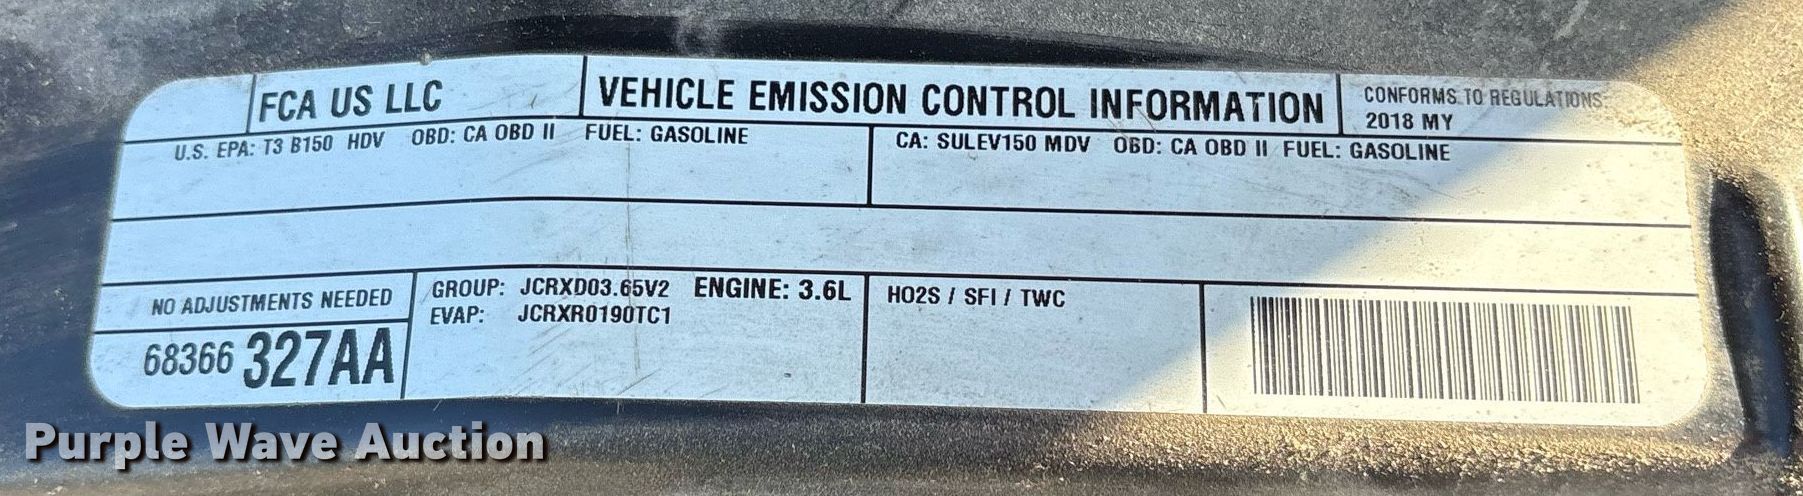 FCA US LLC
VEHICLE EMISSION CONTROL INFORMATION
CONFORMS TO REGULATIONS:
2018 MY
U.S. EPA: T3 B150 HDV OBD: CA OBD II FUEL: GASOLINE
CA: SULEV150 MDV OBD: CA OBD II FUEL: GASOLINE
NO ADJUSTMENTS NEEDED
68366 327AA
GROUP: JCRXD03.65V2 ENGINE: 3.6L
EVAP: JCRXR0190TC1
HO2S / SFI / TWC
Purple Wave Auction